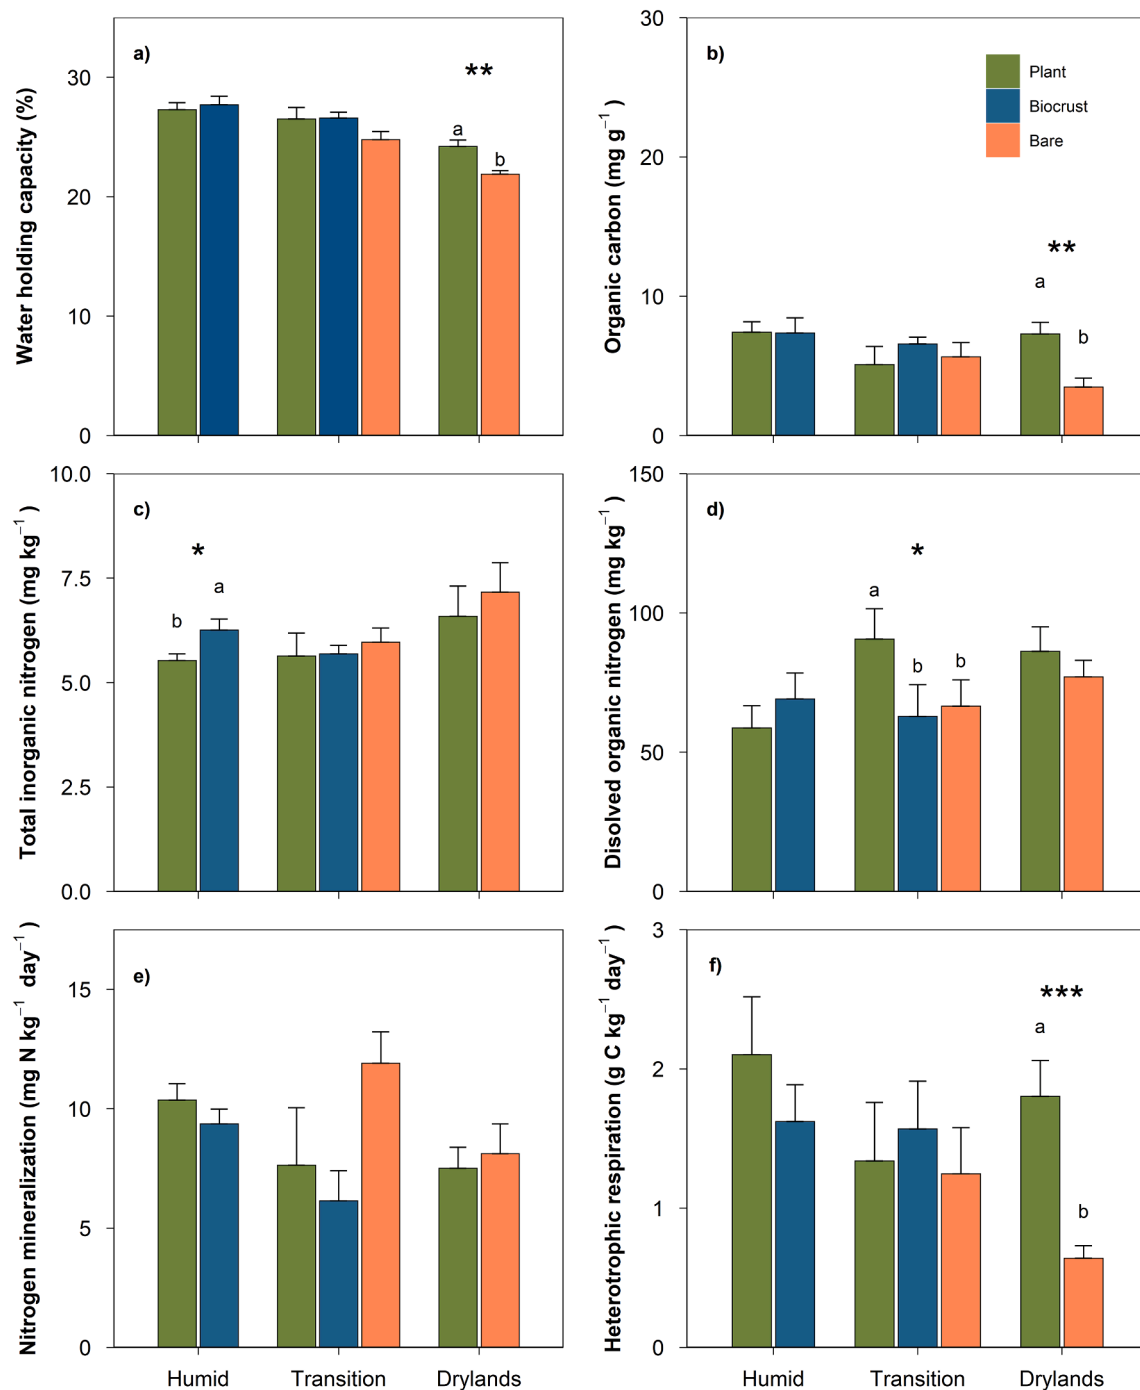 a)
**
a
b
30
20
10
0
Water holding capacity (%)
b)
Plant
Biocrust
Bare
**
a
b
30
20
10
0
Organic carbon (mg g⁻¹)
c)
*
b
a
10.0
7.5
5.0
2.5
0.0
Total inorganic nitrogen (mg kg⁻¹ )
d)
*
a
b
b
150
100
50
0
Disolved organic nitrogen (mg kg⁻¹ )
e)
15
10
5
0
Nitrogen mineralization (mg N kg⁻¹ day⁻¹ )
Humid Transition Drylands
f)
***
a
b
3
2
1
0
Heterotrophic respiration (g C kg⁻¹ day⁻¹ )
Humid Transition Drylands